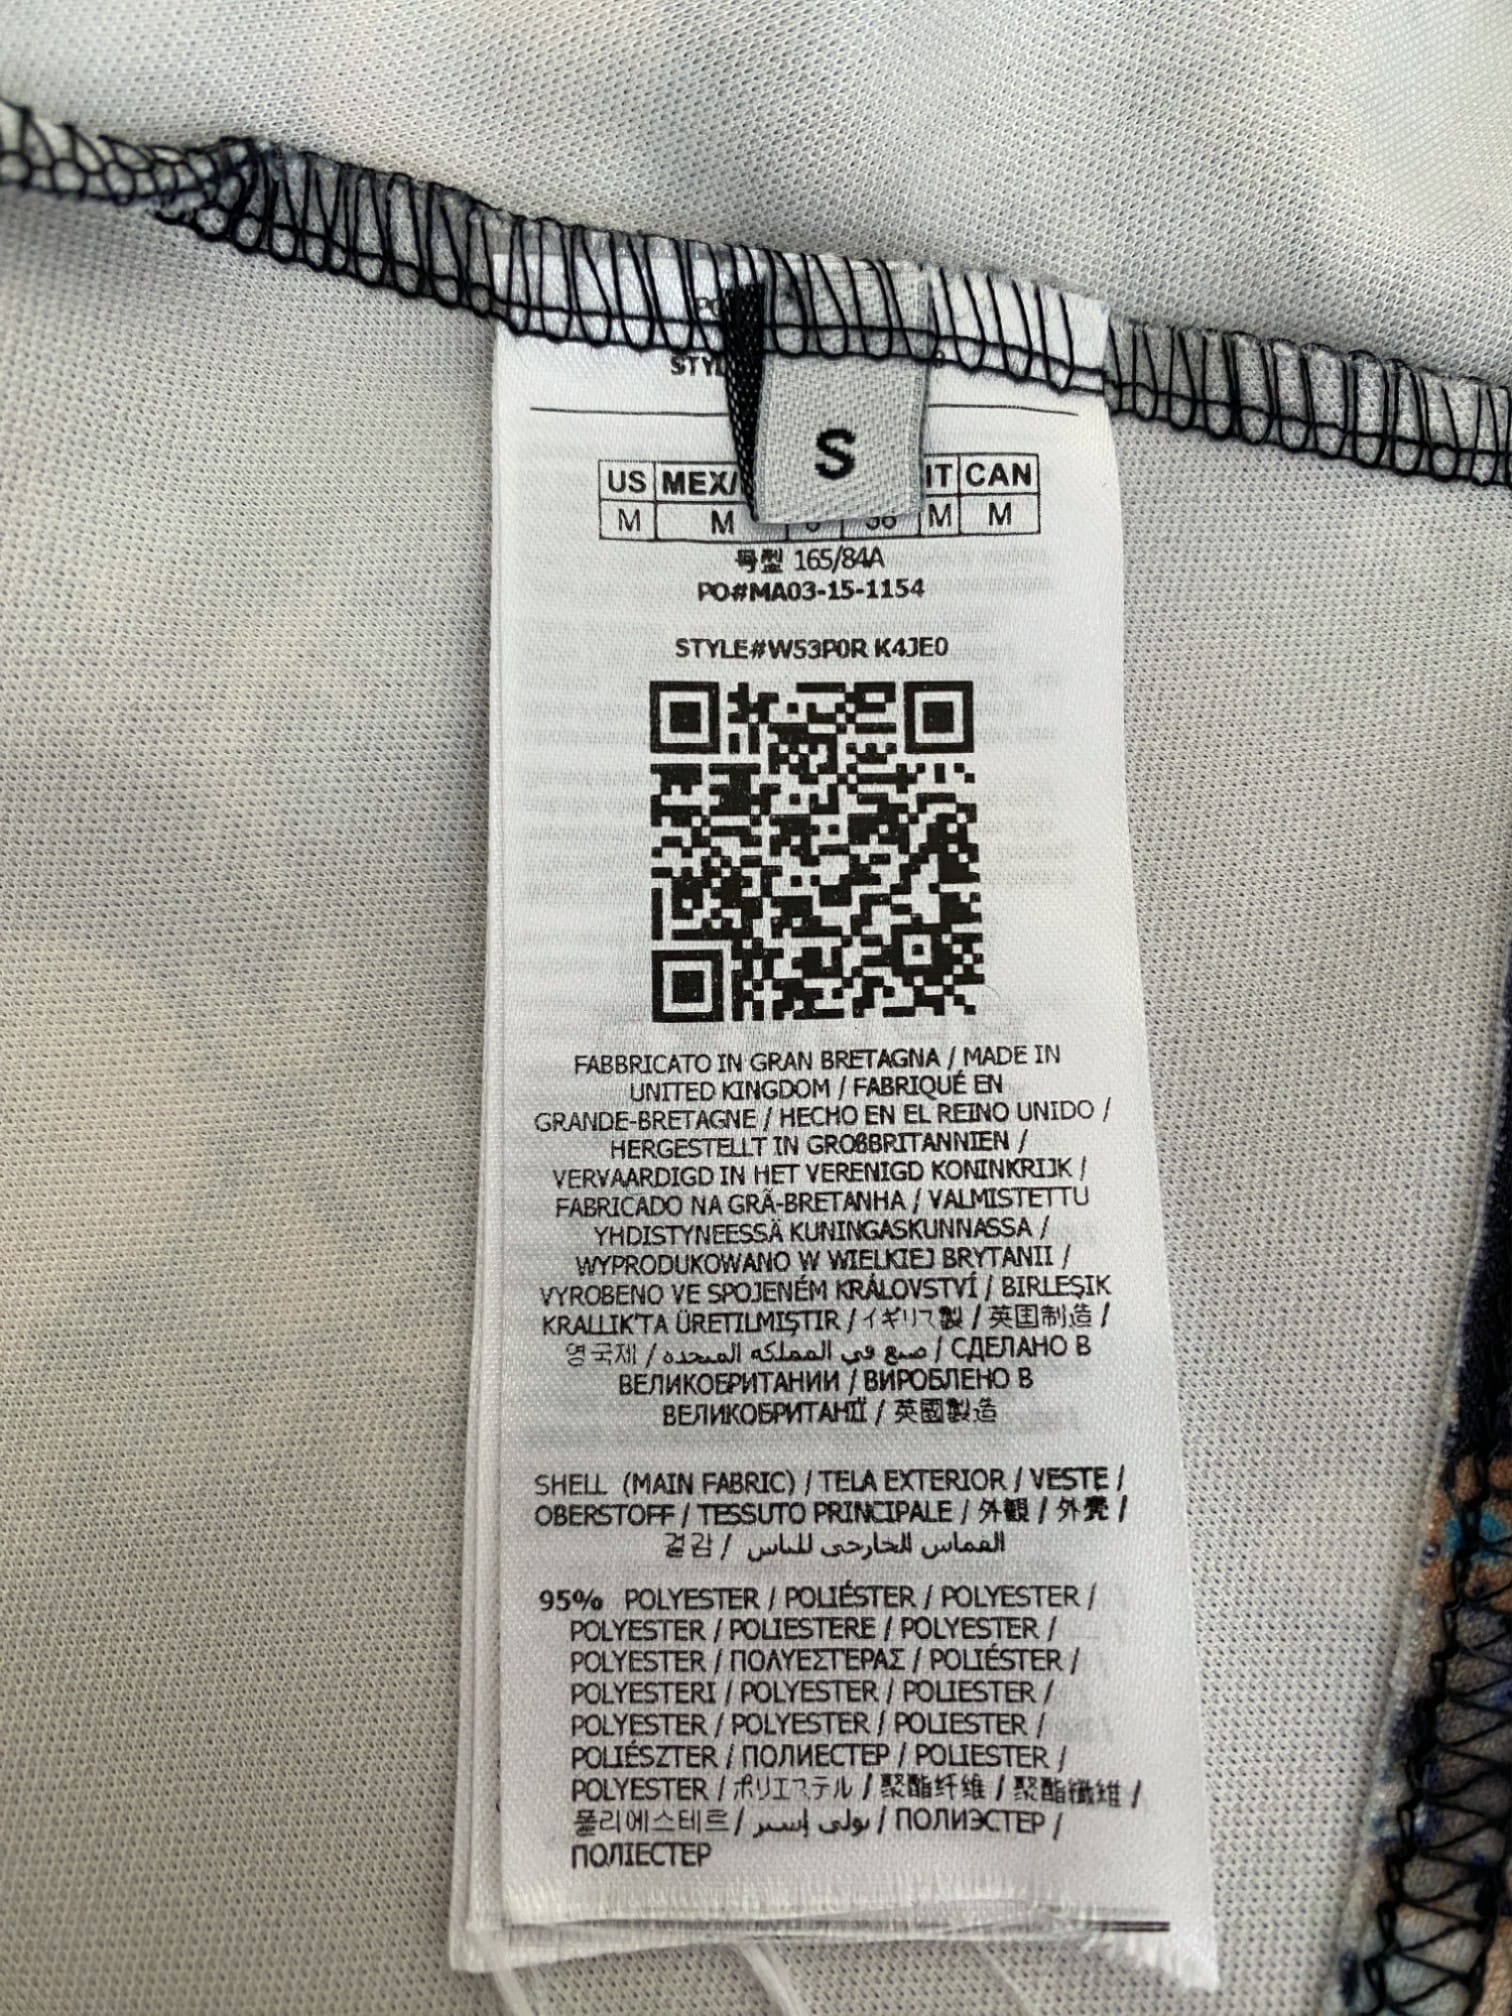 S
US MEX/ IT CAN
M M 38 M M
号型 165/84A
PO#MA03-15-1154
STYLE#W53P0R K4JE0
FABBRICATO IN GRAN BRETAGNA / MADE IN
UNITED KINGDOM / FABRIQUÉ EN
GRANDE-BRETAGNE / HECHO EN EL REINO UNIDO /
HERGESTELLT IN GROßBRITANNIEN /
VERVAARDIGD IN HET VERENIGD KONINKRIJK /
FABRICADO NA GRÃ-BRETANHA / VALMISTETTU
YHDISTYNEESSÄ KUNINGASKUNNASSA /
WYPRODUKOWANO W WIELKIEJ BRYTANII /
VYROBENO VE SPOJENÉM KRÁLOVSTVÍ / BIRLEŞIK
KRALLIK'TA ÜRETILMIŞTIR / イギリス製 / 英国制造 /
영국제 / صنع في المملكه المتحده / СДЕЛАНО В
ВЕЛИКОБРИТАНИИ / ВИРОБЛЕНО В
ВЕЛИКОБРИТАНІЇ / 英國製造
SHELL (MAIN FABRIC) / TELA EXTERIOR / VESTE /
OBERSTOFF / TESSUTO PRINCIPALE / 外観 / 外壳 /
겉감 / القماس الخارجى للباس
95% POLYESTER / POLIÉSTER / POLYESTER /
POLYESTER / POLIESTERE / POLYESTER /
POLYESTER / ΠΟΛΥΕΣΤΕΡΑΣ / POLIÉSTER /
POLYESTERI / POLYESTER / POLIESTER /
POLYESTER / POLYESTER / POLIESTER /
POLIÉSZTER / ПОЛИЕСТЕР / POLIESTER /
POLYESTER / ポリエステル / 聚酯纤维 / 聚酯纖維 /
폴리에스테르 / بولى إستر / ПОЛИЭСТЕР /
ПОЛІЕСТЕР